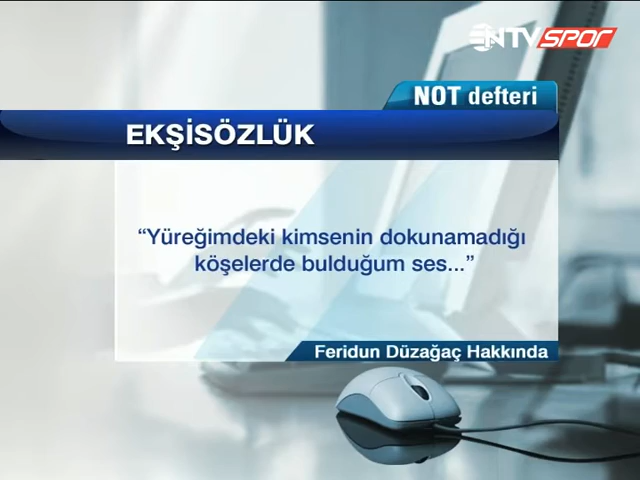 NTVSPOR
NOT defteri
EKŞİSÖZLÜK
“Yüreğimdeki kimsenin dokunamadığı
köşelerde bulduğum ses...”
Feridun Düzağaç Hakkında